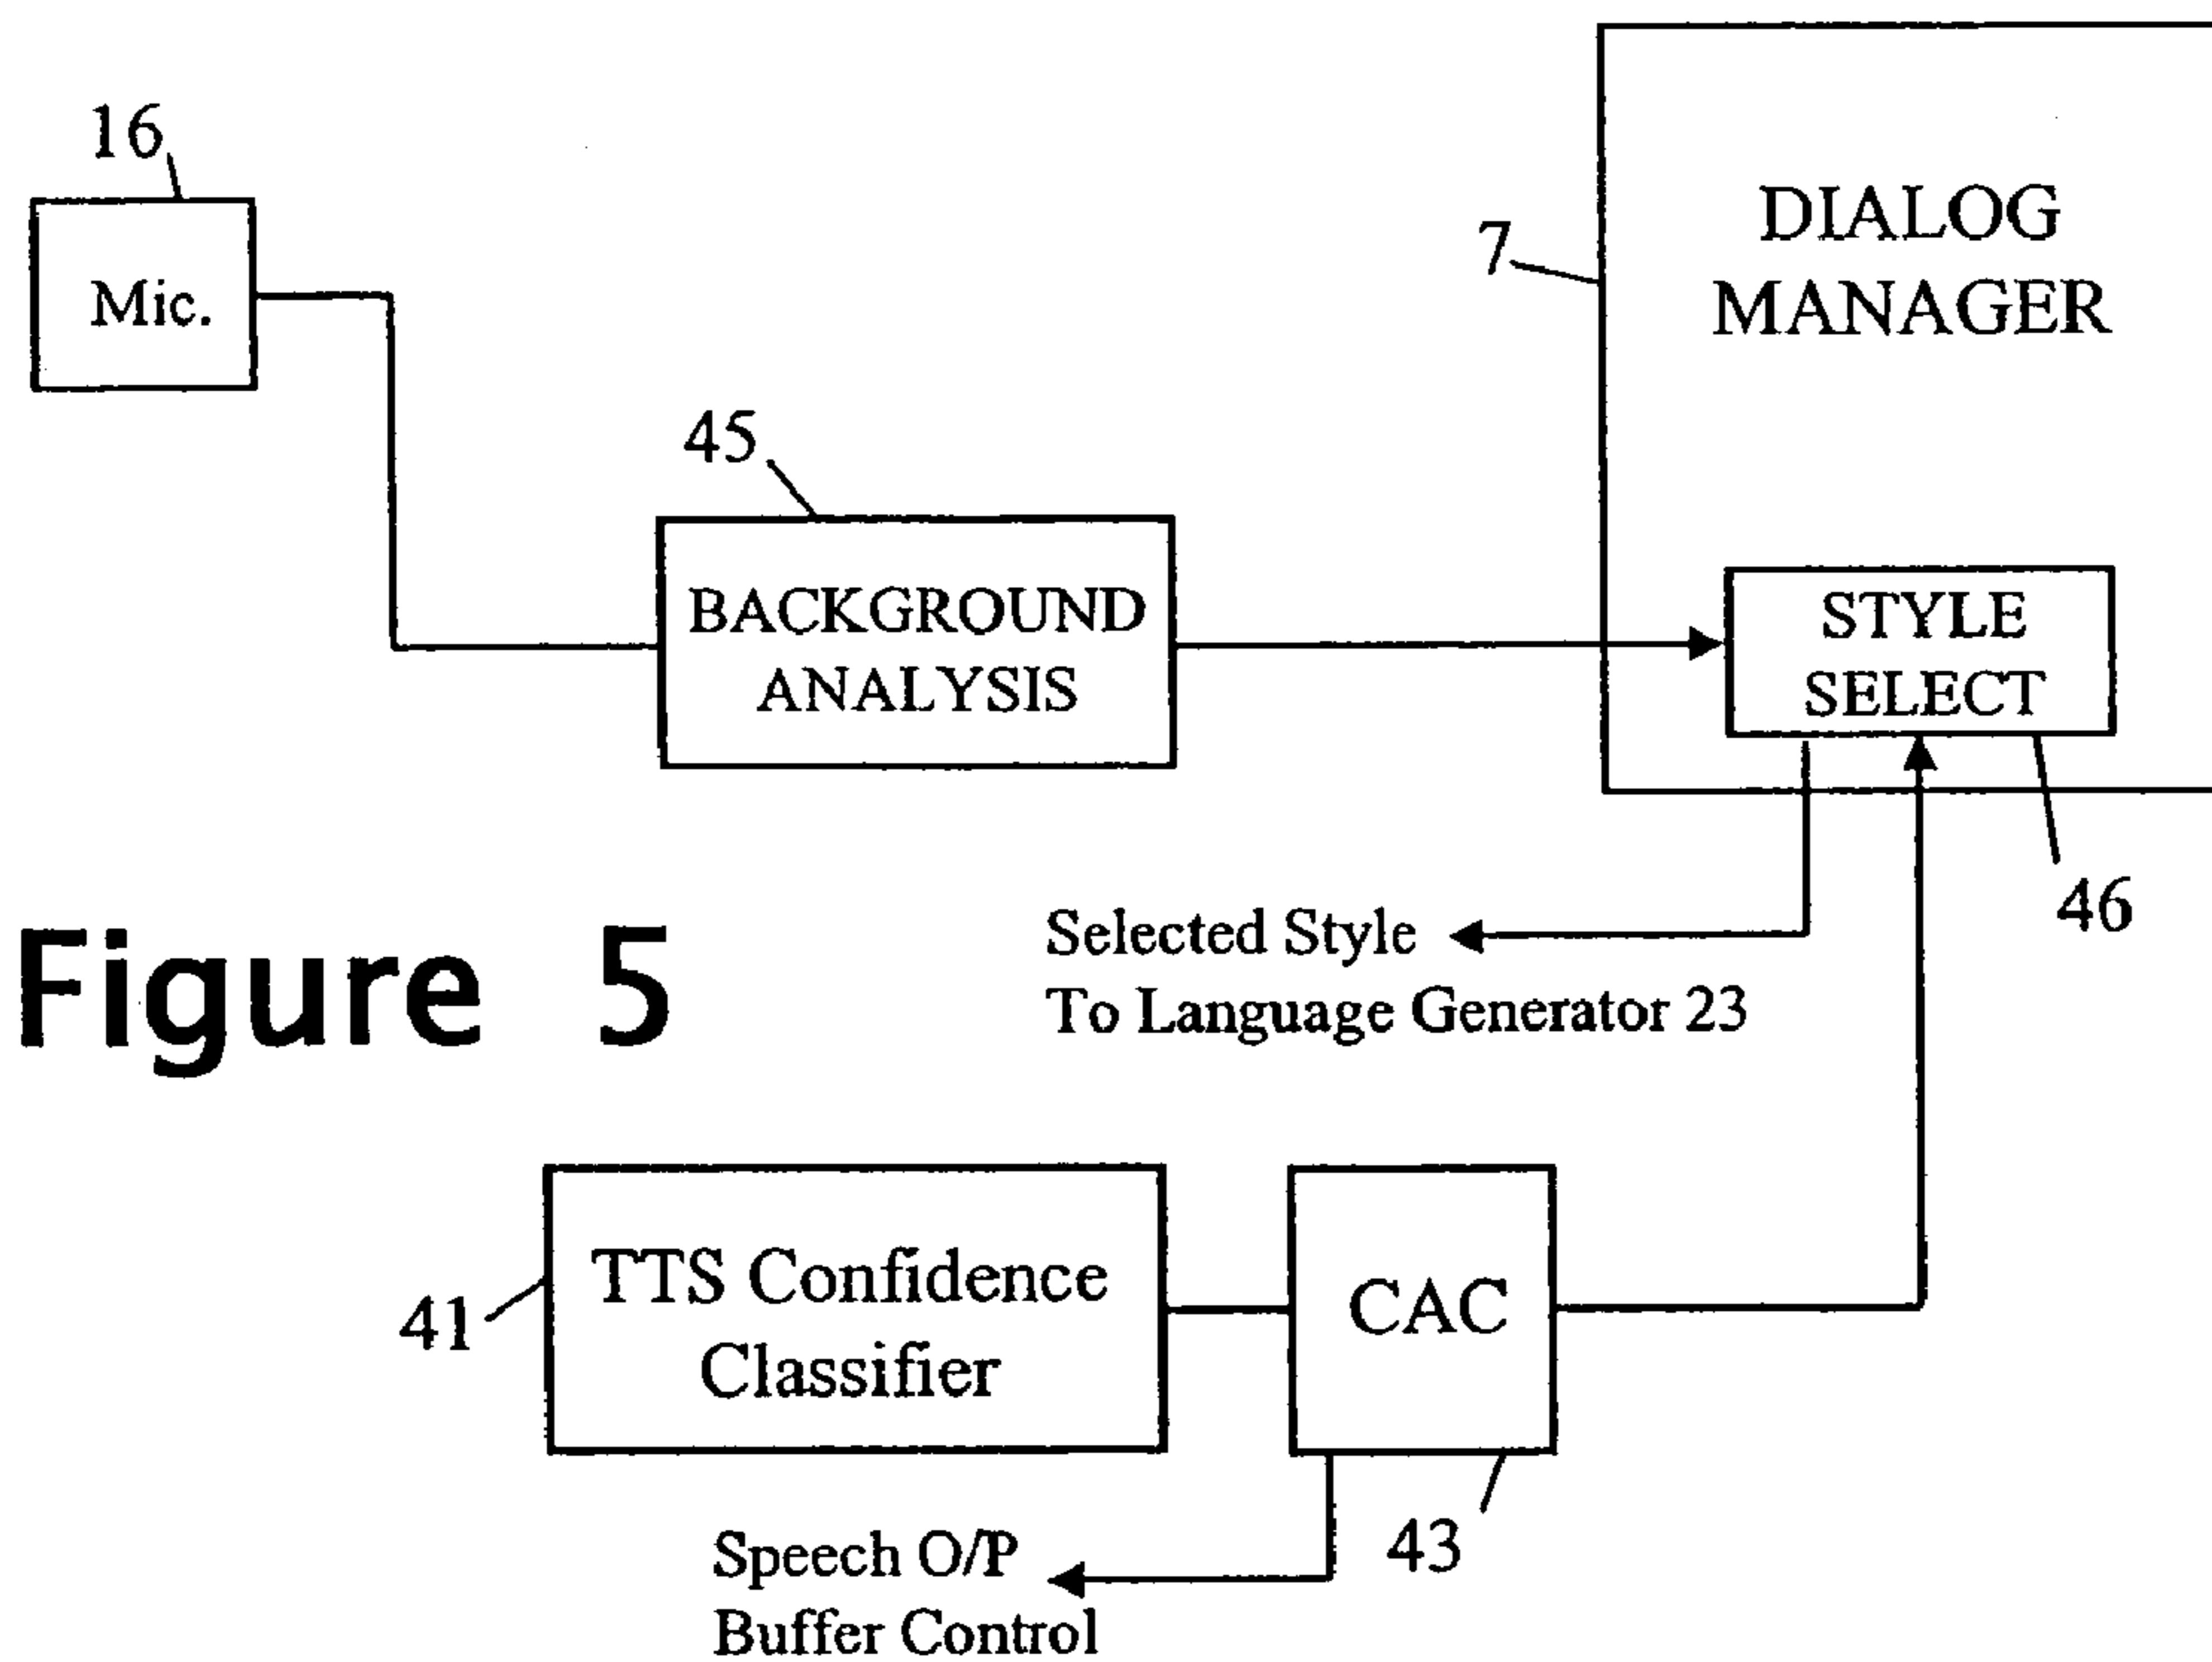 16
Mic.
7
DIALOG
MANAGER
45
BACKGROUND
ANALYSIS
STYLE
SELECT
46
Selected Style
To Language Generator 23
Figure 5
41
TTS Confidence
Classifier
CAC
43
Speech O/P
Buffer Control